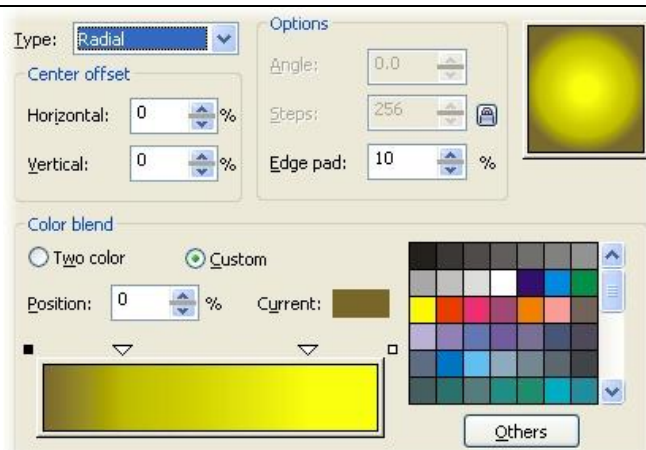 Type: Radial
Options
Center offset
Angle: 0.0
Horizontal: 0 %
Steps: 256
Vertical: 0 %
Edge pad: 10 %
Color blend
Two color Custom
Position: 0 % Current:
Others